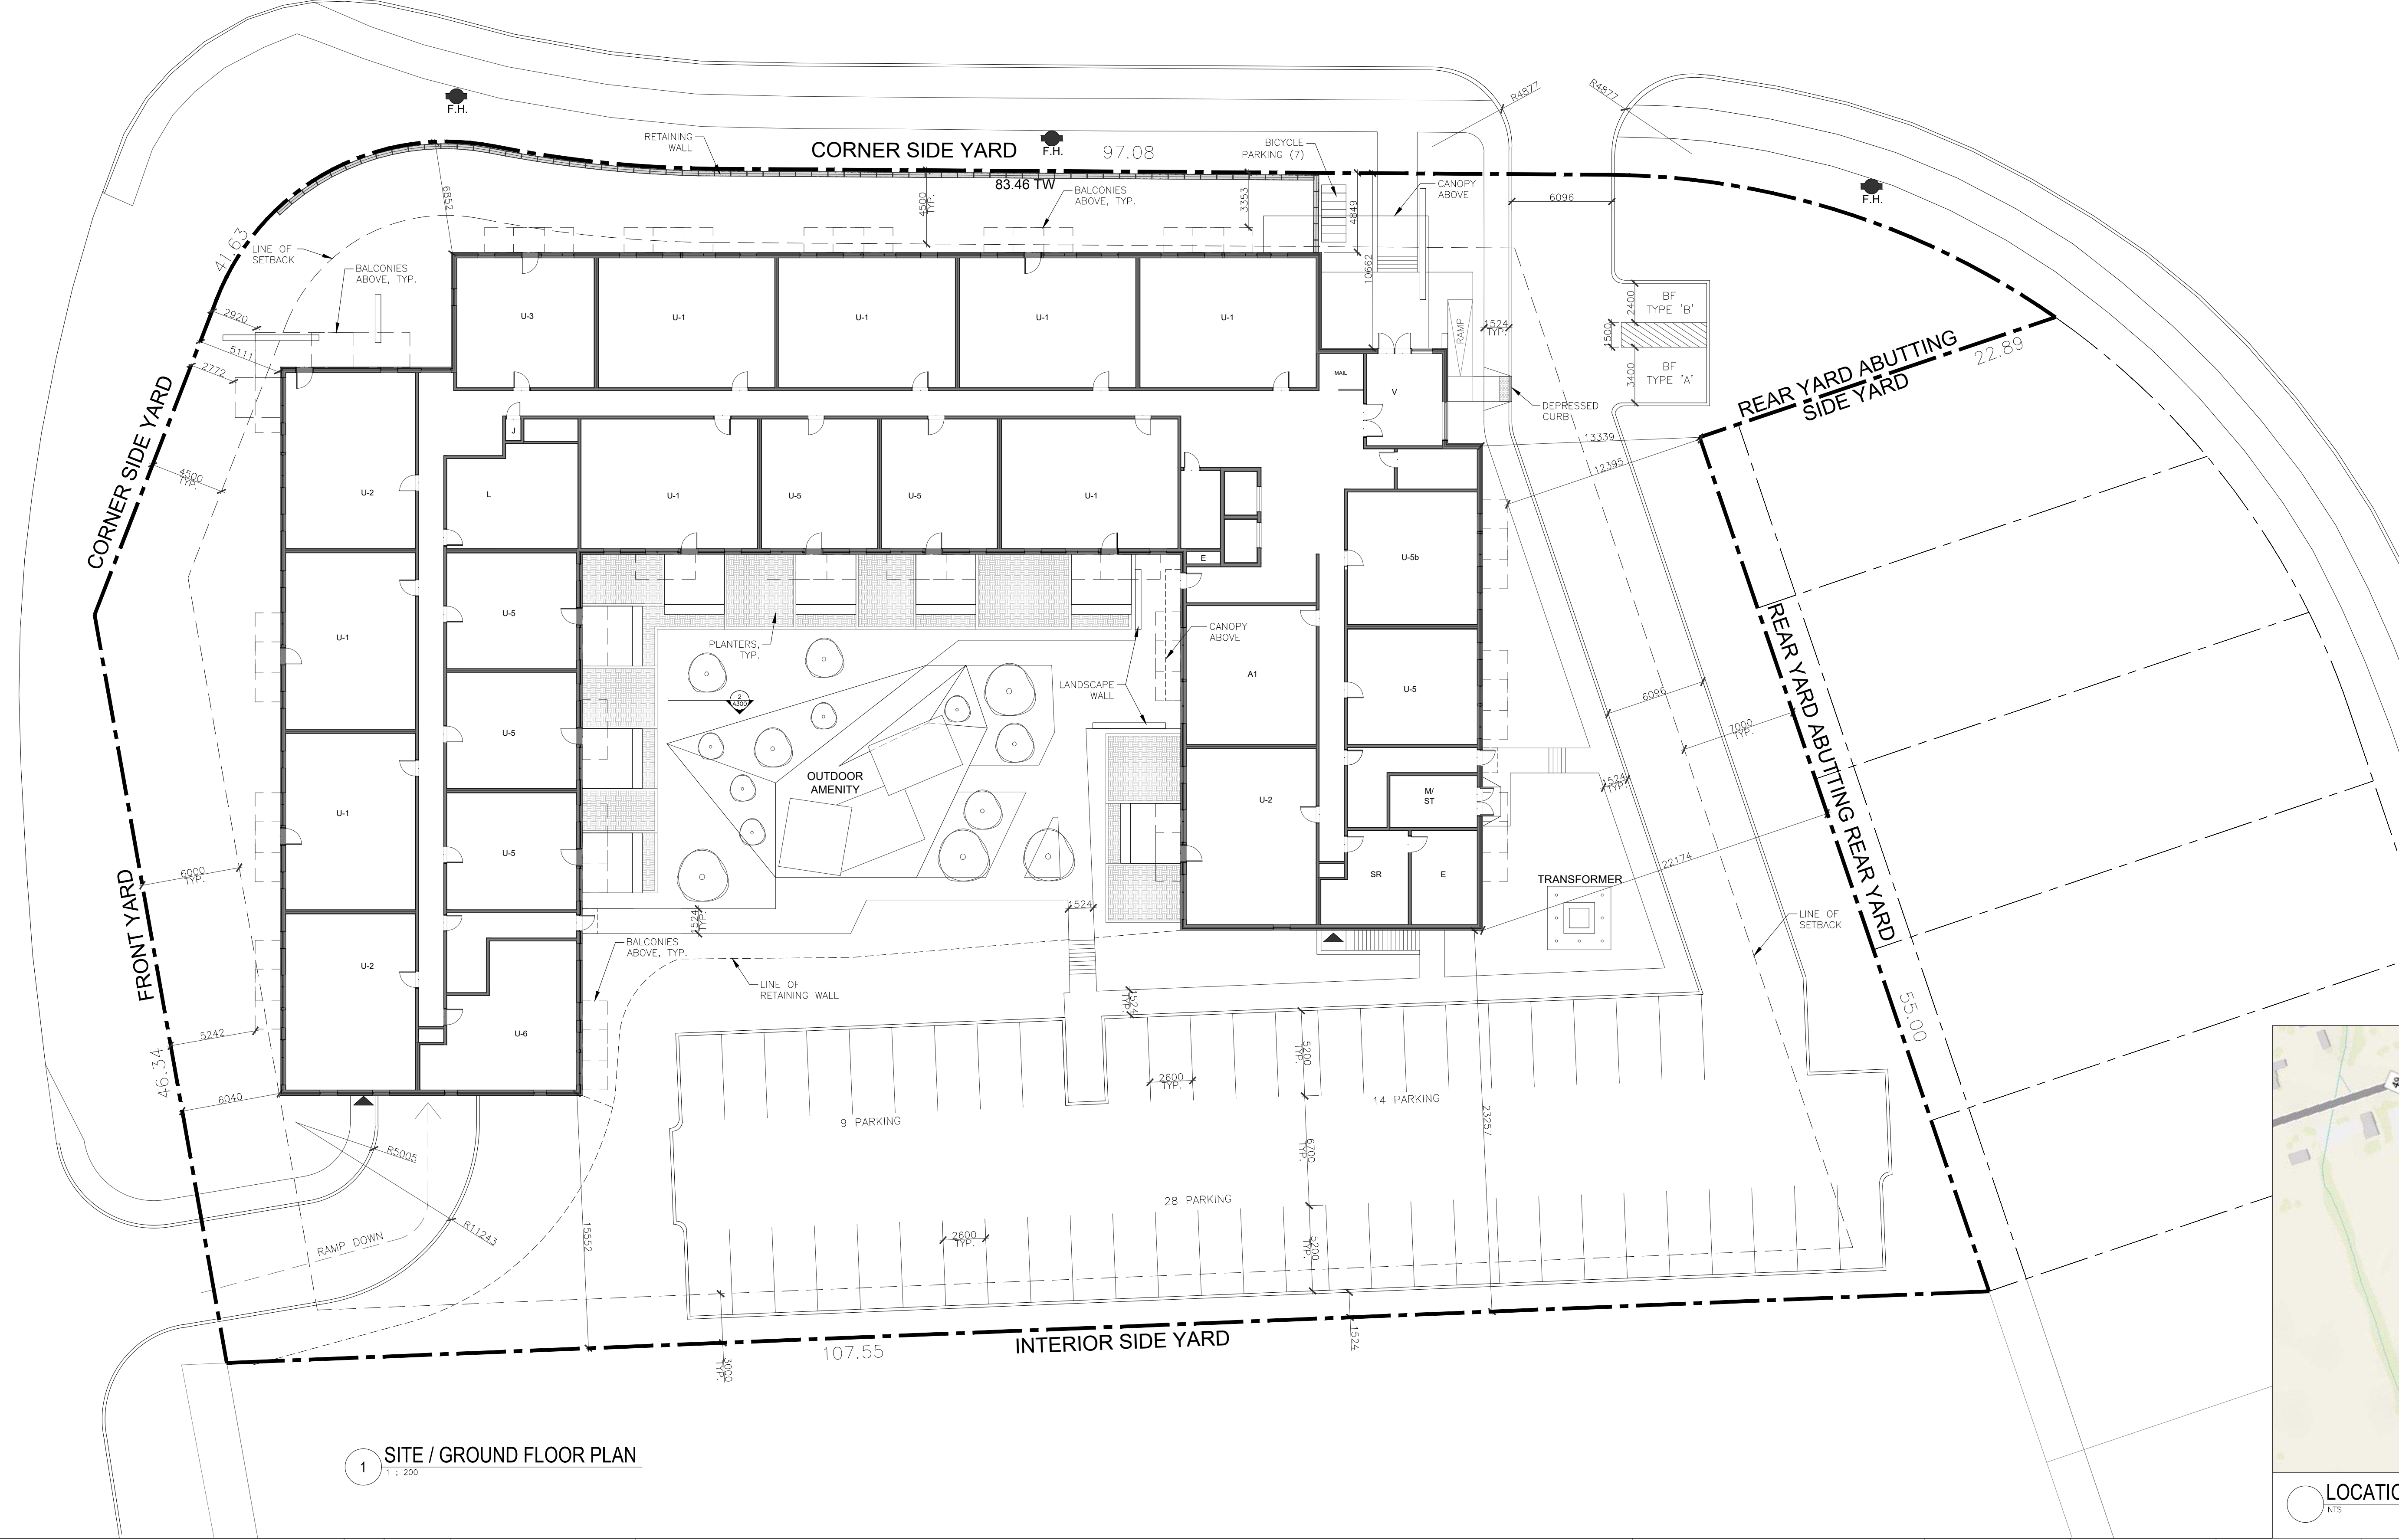 R4877
R4877
F.H.
F.H.
F.H.
RETAINING
WALL
CORNER SIDE YARD
97.08
83.46 TW
BICYCLE
PARKING (7)
CANOPY
ABOVE
BALCONIES
ABOVE, TYP.
6852
4500
TYP.
3353
4849
10662
6096
41.63
LINE OF
SETBACK
BALCONIES
ABOVE, TYP.
2920
5111
2772
CORNER SIDE YARD
4500
TYP.
U-3
U-1
U-1
U-1
U-1
MAIL
V
RAMP
1524
TYP.
2400
1500
3400
BF
TYPE 'B'
BF
TYPE 'A'
DEPRESSED
CURB
REAR YARD ABUTTING
SIDE YARD
22.89
13339
12395
J
L
U-2
U-1
U-5
U-5
U-1
E
U-5b
U-5
U-1
U-5
U-5
U-1
U-5
U-2
U-6
PLANTERS,
TYP.
2
A300
CANOPY
ABOVE
LANDSCAPE
WALL
OUTDOOR
AMENITY
A1
U-5
U-2
M/
ST
SR
E
6096
7000
TYP.
1524
TYP.
22174
REAR YARD ABUTTING REAR YARD
55.00
TRANSFORMER
LINE OF
SETBACK
FRONT YARD
46.34
6000
TYP.
5242
6040
1524
TYP.
1524
BALCONIES
ABOVE, TYP.
LINE OF
RETAINING WALL
1524
TYP.
2600
TYP.
5200
TYP.
9 PARKING
14 PARKING
6700
TYP.
23257
28 PARKING
2600
TYP.
5200
TYP.
R5005
R11243
RAMP DOWN
15552
3000
TYP.
1524
107.55
INTERIOR SIDE YARD
1
SITE / GROUND FLOOR PLAN
1 : 200
LOCATIO
NTS